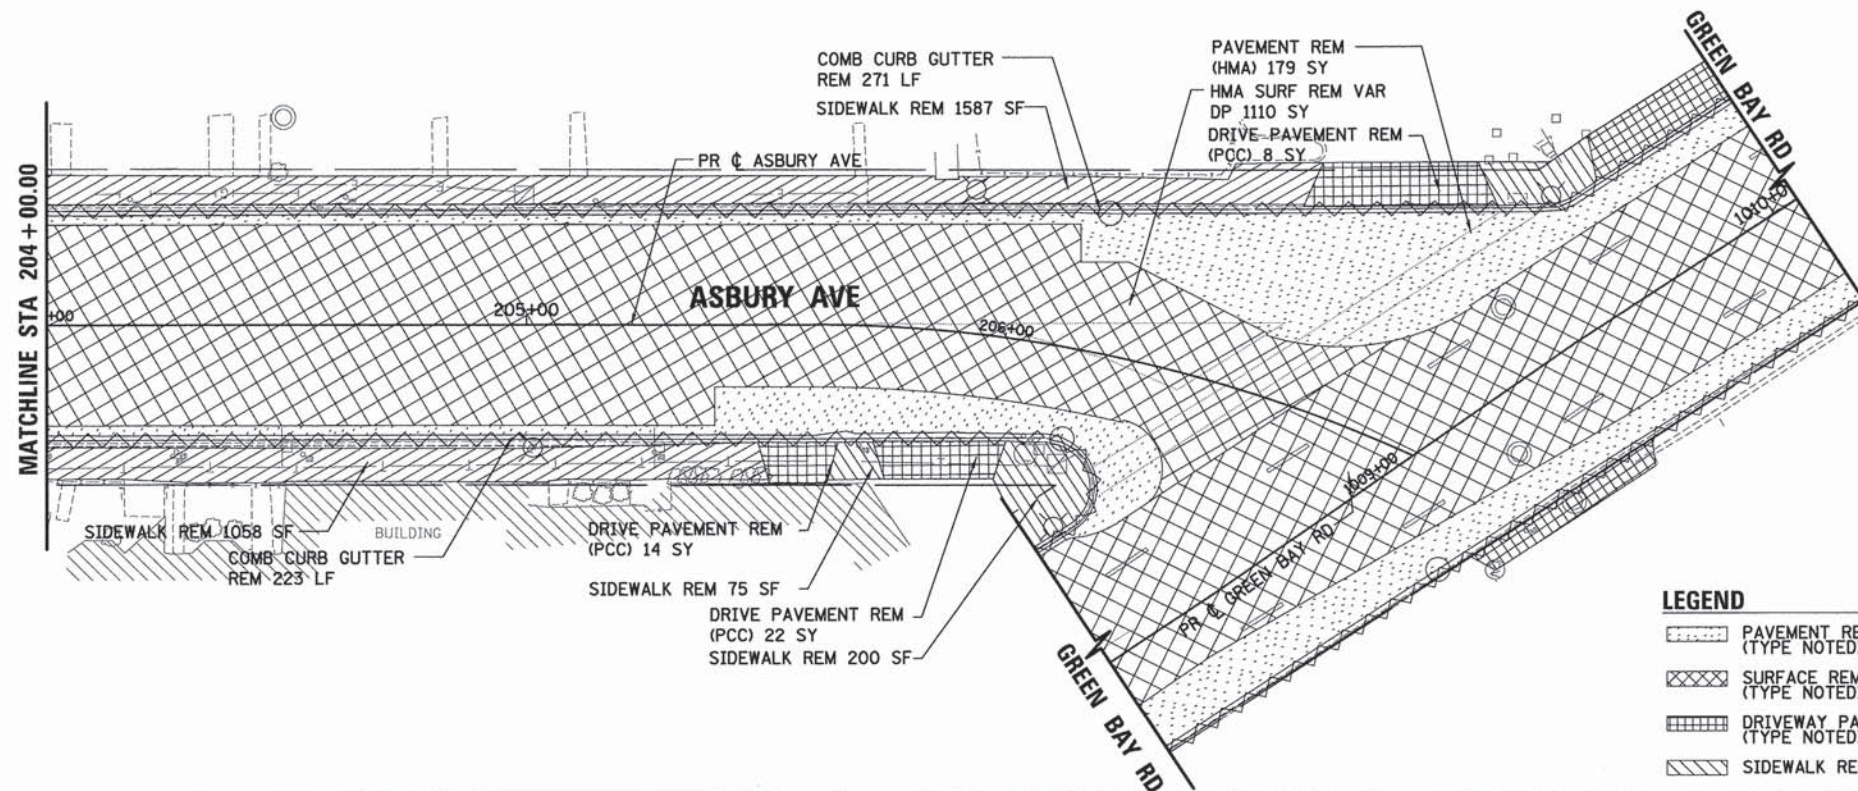 COMB CURB GUTTER
REM 271 LF
SIDEWALK REM 1587 SF
PR ℄ ASBURY AVE
PAVEMENT REM
(HMA) 179 SY
HMA SURF REM VAR
DP 1110 SY
DRIVE PAVEMENT REM
(PCC) 8 SY
GREEN BAY RD
MATCHLINE STA 204+00.00
+00
205+00
ASBURY AVE
206+00
1009+00
PR ℄ GREEN BAY RD
SIDEWALK REM 1058 SF
BUILDING
COMB CURB GUTTER
REM 223 LF
DRIVE PAVEMENT REM
(PCC) 14 SY
SIDEWALK REM 75 SF
DRIVE PAVEMENT REM
(PCC) 22 SY
SIDEWALK REM 200 SF
GREEN BAY RD
LEGEND
PAVEMENT RE
(TYPE NOTED
SURFACE REM
(TYPE NOTED
DRIVEWAY PA
(TYPE NOTED
SIDEWALK RE